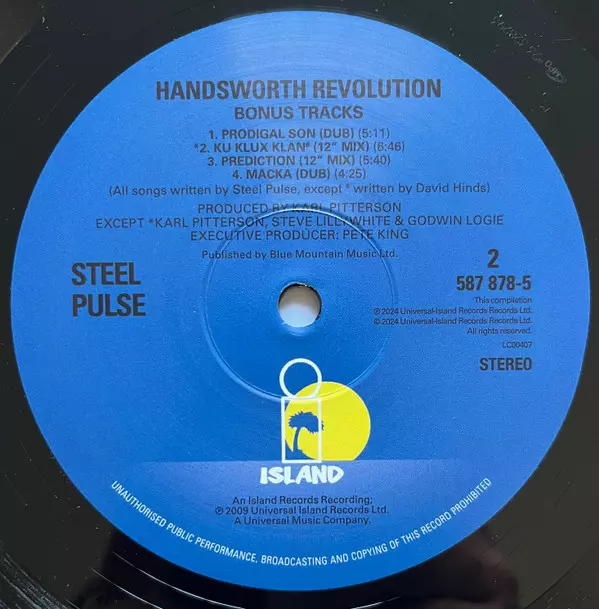 HANDSWORTH REVOLUTION
BONUS TRACKS
1. PRODIGAL SON (DUB) (5:11)
*2. KU KLUX KLAN# (12" MIX) (6:46)
3. PREDICTION (12" MIX) (5:40)
4. MACKA (DUB) (4:25)
(All songs written by Steel Pulse, except * written by David Hinds)
PRODUCED BY KARL PITTERSON
EXCEPT *KARL PITTERSON, STEVE LILLYWHITE & GODWIN LOGIE
EXECUTIVE PRODUCER: PETE KING
Published by Blue Mountain Music Ltd.
STEEL
PULSE
2
587 878-5
This compilation
℗ 2024 Universal-Island Records Records Ltd.
© 2024 Universal-Island Records Records Ltd.
All rights reserved.
LC00407
STEREO
ISLAND
An Island Records Recording;
℗ 2009 Universal Island Records Ltd.
A Universal Music Company.
UNAUTHORISED PUBLIC PERFORMANCE, BROADCASTING AND COPYING OF THIS RECORD PROHIBITED